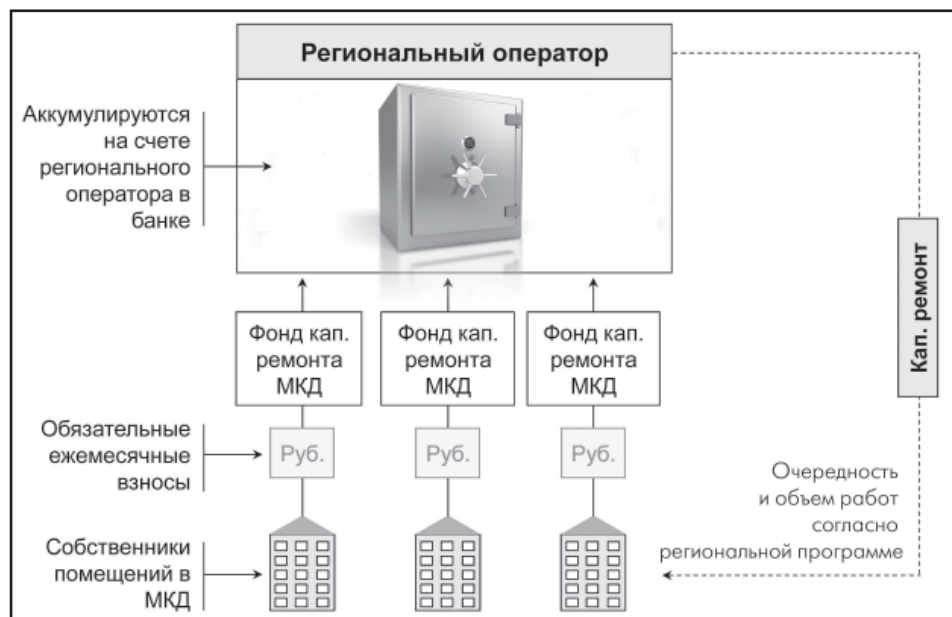 Региональный оператор
Аккумулируются
на счете
регионального
оператора в
банке
Кап. ремонт
Фонд кап.
ремонта
МКД
Фонд кап.
ремонта
МКД
Фонд кап.
ремонта
МКД
Обязательные
ежемесячные
взносы
Руб.
Руб.
Руб.
Очередность
и объем работ
согласно
региональной программе
Собственники
помещений в
МКД